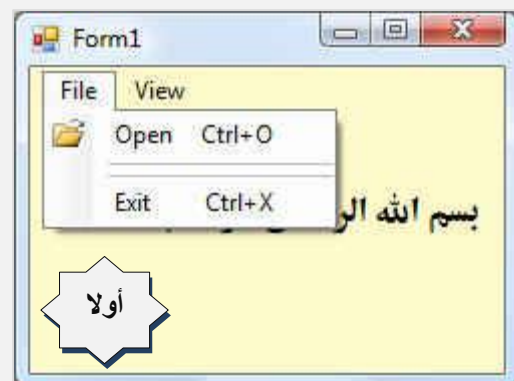 Form1
File View
Open Ctrl+O
Exit Ctrl+X
بسم الله
أولا